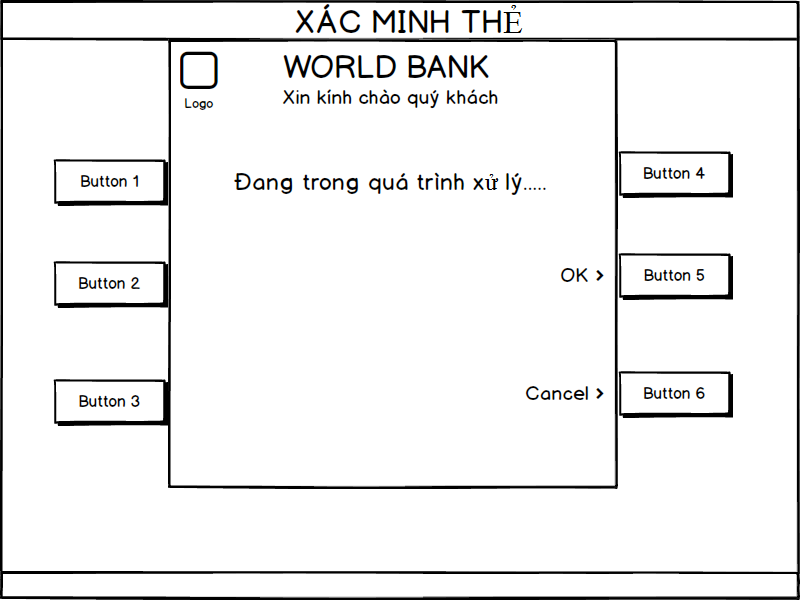 XÁC MINH THẺ
WORLD BANK
Logo
Xin kính chào quý khách
Button 1
Đang trong quá trình xử lý.....
Button 4
Button 2
OK >
Button 5
Button 3
Cancel >
Button 6